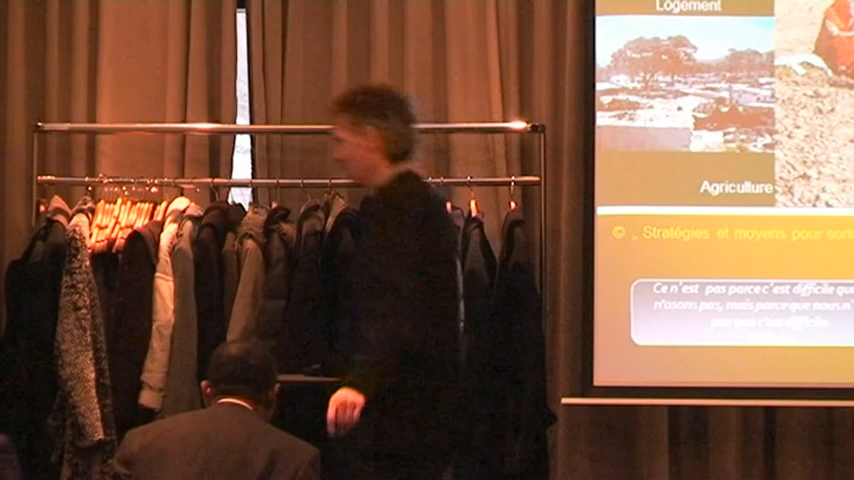 Logement
Agriculture
© „ Stratégies et moyens pour sort
Ce n'est pas parce c'est difficile que
n'osons pas, mais parce que nous n'
pas que c'est difficile.